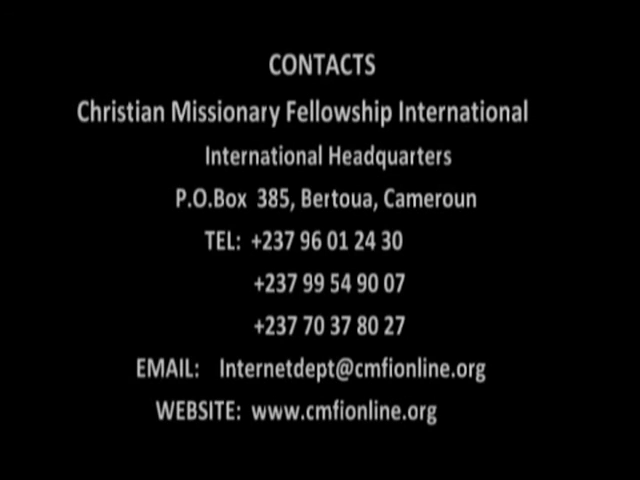 CONTACTS
Christian Missionary Fellowship International
International Headquarters
P.O.Box 385, Bertoua, Cameroun
TEL: +237 96 01 24 30
+237 99 54 90 07
+237 70 37 80 27
EMAIL: Internetdept@cmfionline.org
WEBSITE: www.cmfionline.org